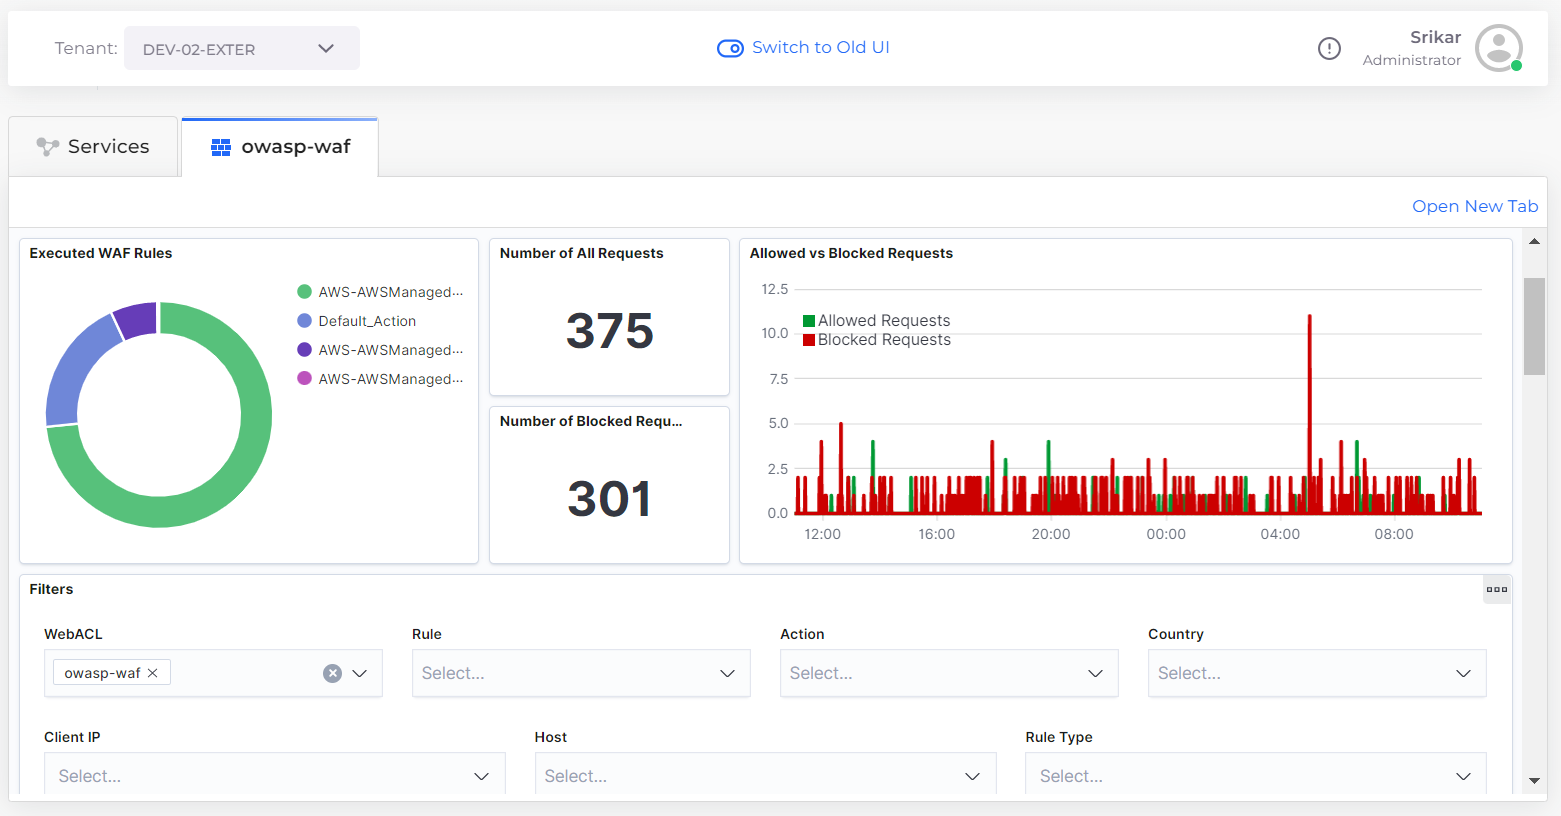 Tenant:
DEV-02-EXTER
Switch to Old UI
Srikar
Administrator
Services
owasp-waf
Open New Tab
Executed WAF Rules
AWS-AWSManaged...
Default_Action
AWS-AWSManaged...
AWS-AWSManaged...
Number of All Requests
375
Number of Blocked Requ...
301
Allowed vs Blocked Requests
12.5
10.0
7.5
5.0
2.5
0.0
Allowed Requests
Blocked Requests
12:00 16:00 20:00 00:00 04:00 08:00
Filters
WebACL
owasp-waf
Rule
Select...
Action
Select...
Country
Select...
Client IP
Select...
Host
Select...
Rule Type
Select...